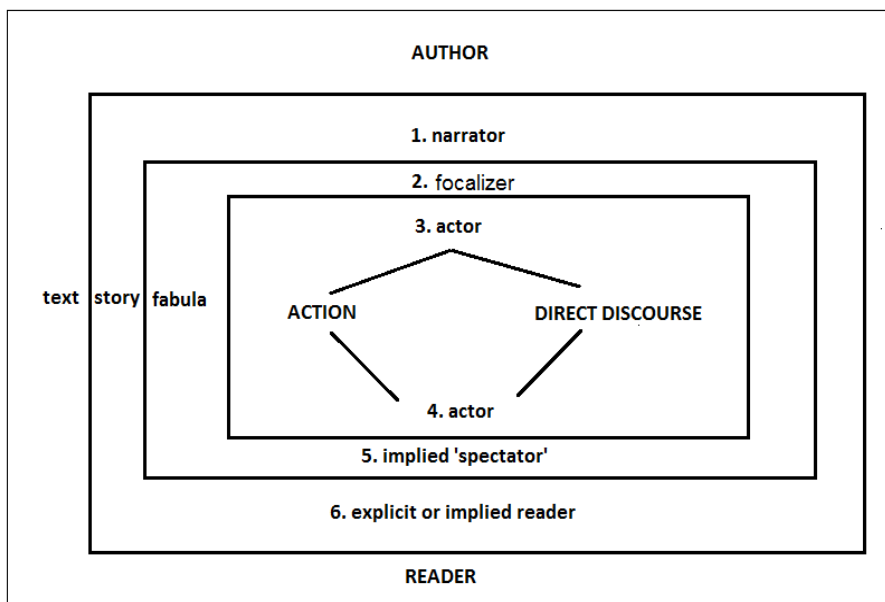 AUTHOR
1. narrator
2. focalizer
3. actor
text story fabula
ACTION DIRECT DISCOURSE
4. actor
5. implied 'spectator'
6. explicit or implied reader
READER